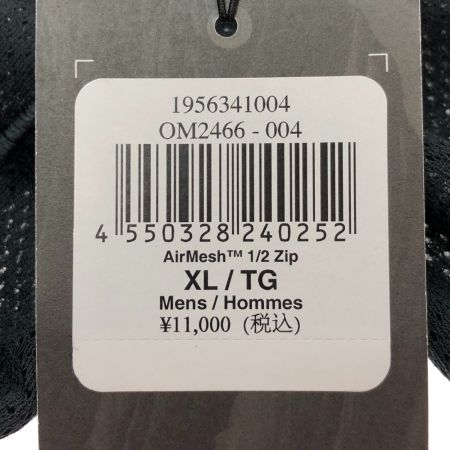 1956341004
OM2466 - 004
4 550328 240252
AirMesh™ 1/2 Zip
XL / TG
Mens / Hommes
¥11,000 (税込)